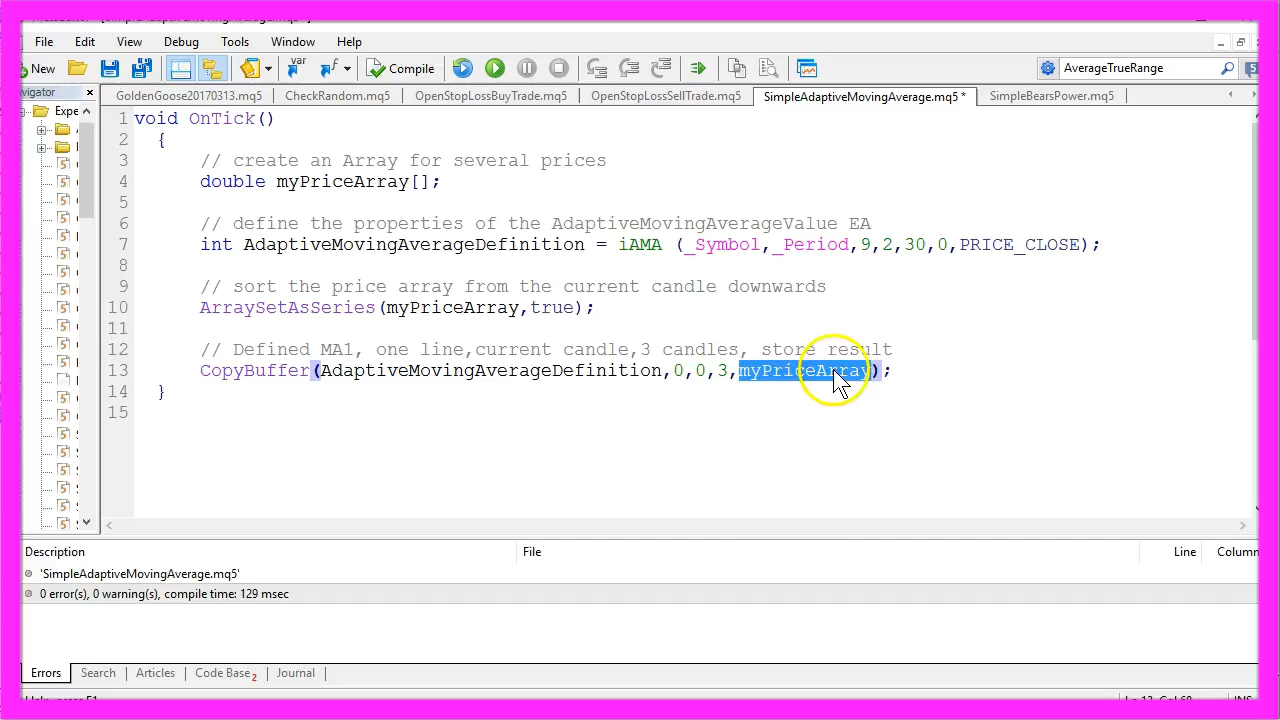 File Edit View Debug Tools Window Help
New Compile AverageTrueRange 5
Navigator
GoldenGoose20170313.mq5 CheckRandom.mq5 OpenStopLossBuyTrade.mq5 OpenStopLossSellTrade.mq5 SimpleAdaptiveMovingAverage.mq5 * SimpleBearsPower.mq5
Expe
1 void OnTick()
2 {
3 // create an Array for several prices
4 double myPriceArray[];
5
6 // define the properties of the AdaptiveMovingAverageValue EA
7 int AdaptiveMovingAverageDefinition = iAMA (_Symbol,_Period,9,2,30,0,PRICE_CLOSE);
8
9 // sort the price array from the current candle downwards
10 ArraySetAsSeries(myPriceArray,true);
11
12 // Defined MA1, one line,current candle,3 candles, store result
13 CopyBuffer(AdaptiveMovingAverageDefinition,0,0,3,myPriceArray);
14 }
15
Description File Line Column
'SimpleAdaptiveMovingAverage.mq5'
0 error(s), 0 warning(s), compile time: 129 msec
Errors Search Articles Code Base 2 Journal